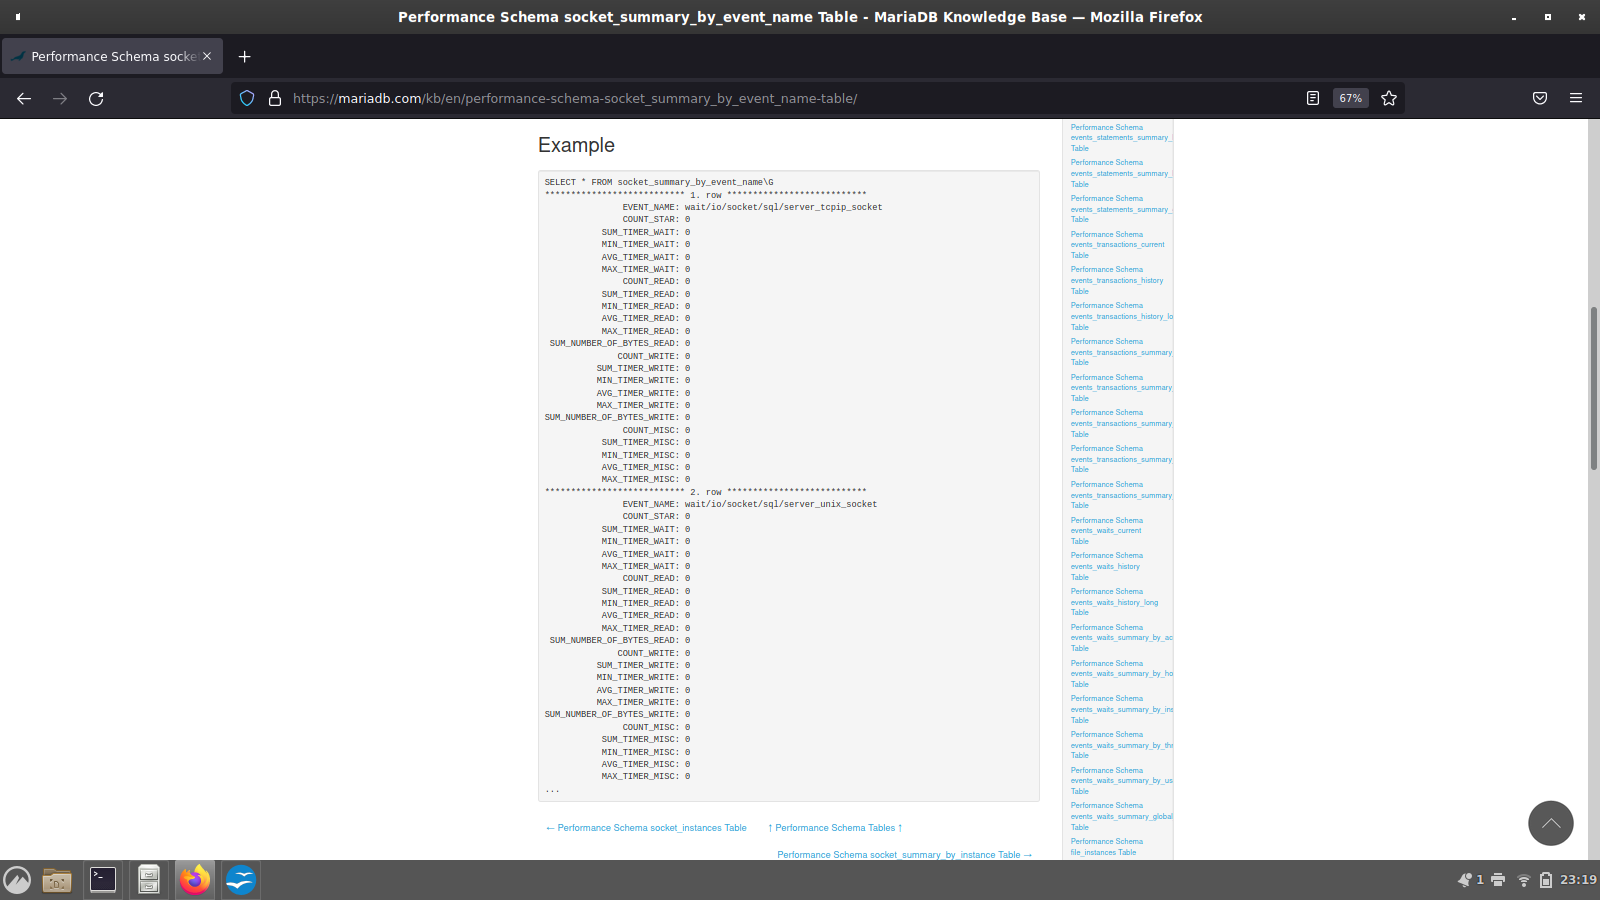 Performance Schema socket_summary_by_event_name Table - MariaDB Knowledge Base — Mozilla Firefox
Performance Schema socke
https://mariadb.com/kb/en/performance-schema-socket_summary_by_event_name-table/
67%
Example
SELECT * FROM socket_summary_by_event_name\G
*************************** 1. row ***************************
EVENT_NAME: wait/io/socket/sql/server_tcpip_socket
COUNT_STAR: 0
SUM_TIMER_WAIT: 0
MIN_TIMER_WAIT: 0
AVG_TIMER_WAIT: 0
MAX_TIMER_WAIT: 0
COUNT_READ: 0
SUM_TIMER_READ: 0
MIN_TIMER_READ: 0
AVG_TIMER_READ: 0
MAX_TIMER_READ: 0
SUM_NUMBER_OF_BYTES_READ: 0
COUNT_WRITE: 0
SUM_TIMER_WRITE: 0
MIN_TIMER_WRITE: 0
AVG_TIMER_WRITE: 0
MAX_TIMER_WRITE: 0
SUM_NUMBER_OF_BYTES_WRITE: 0
COUNT_MISC: 0
SUM_TIMER_MISC: 0
MIN_TIMER_MISC: 0
AVG_TIMER_MISC: 0
MAX_TIMER_MISC: 0
*************************** 2. row ***************************
EVENT_NAME: wait/io/socket/sql/server_unix_socket
COUNT_STAR: 0
SUM_TIMER_WAIT: 0
MIN_TIMER_WAIT: 0
AVG_TIMER_WAIT: 0
MAX_TIMER_WAIT: 0
COUNT_READ: 0
SUM_TIMER_READ: 0
MIN_TIMER_READ: 0
AVG_TIMER_READ: 0
MAX_TIMER_READ: 0
SUM_NUMBER_OF_BYTES_READ: 0
COUNT_WRITE: 0
SUM_TIMER_WRITE: 0
MIN_TIMER_WRITE: 0
AVG_TIMER_WRITE: 0
MAX_TIMER_WRITE: 0
SUM_NUMBER_OF_BYTES_WRITE: 0
COUNT_MISC: 0
SUM_TIMER_MISC: 0
MIN_TIMER_MISC: 0
AVG_TIMER_MISC: 0
MAX_TIMER_MISC: 0
...
← Performance Schema socket_instances Table
↑ Performance Schema Tables ↑
Performance Schema socket_summary_by_instance Table →
Performance Schema
events_statements_summary_
Table
Performance Schema
events_statements_summary_
Table
Performance Schema
events_statements_summary_
Table
Performance Schema
events_transactions_current
Table
Performance Schema
events_transactions_history
Table
Performance Schema
events_transactions_history_lo
Table
Performance Schema
events_transactions_summary_
Table
Performance Schema
events_transactions_summary_
Table
Performance Schema
events_transactions_summary_
Table
Performance Schema
events_transactions_summary_
Table
Performance Schema
events_transactions_summary_
Table
Performance Schema
events_waits_current
Table
Performance Schema
events_waits_history
Table
Performance Schema
events_waits_history_long
Table
Performance Schema
events_waits_summary_by_ac
Table
Performance Schema
events_waits_summary_by_ho
Table
Performance Schema
events_waits_summary_by_ins
Table
Performance Schema
events_waits_summary_by_thr
Table
Performance Schema
events_waits_summary_by_us
Table
Performance Schema
events_waits_summary_global
Table
Performance Schema
file_instances Table
1
23:19